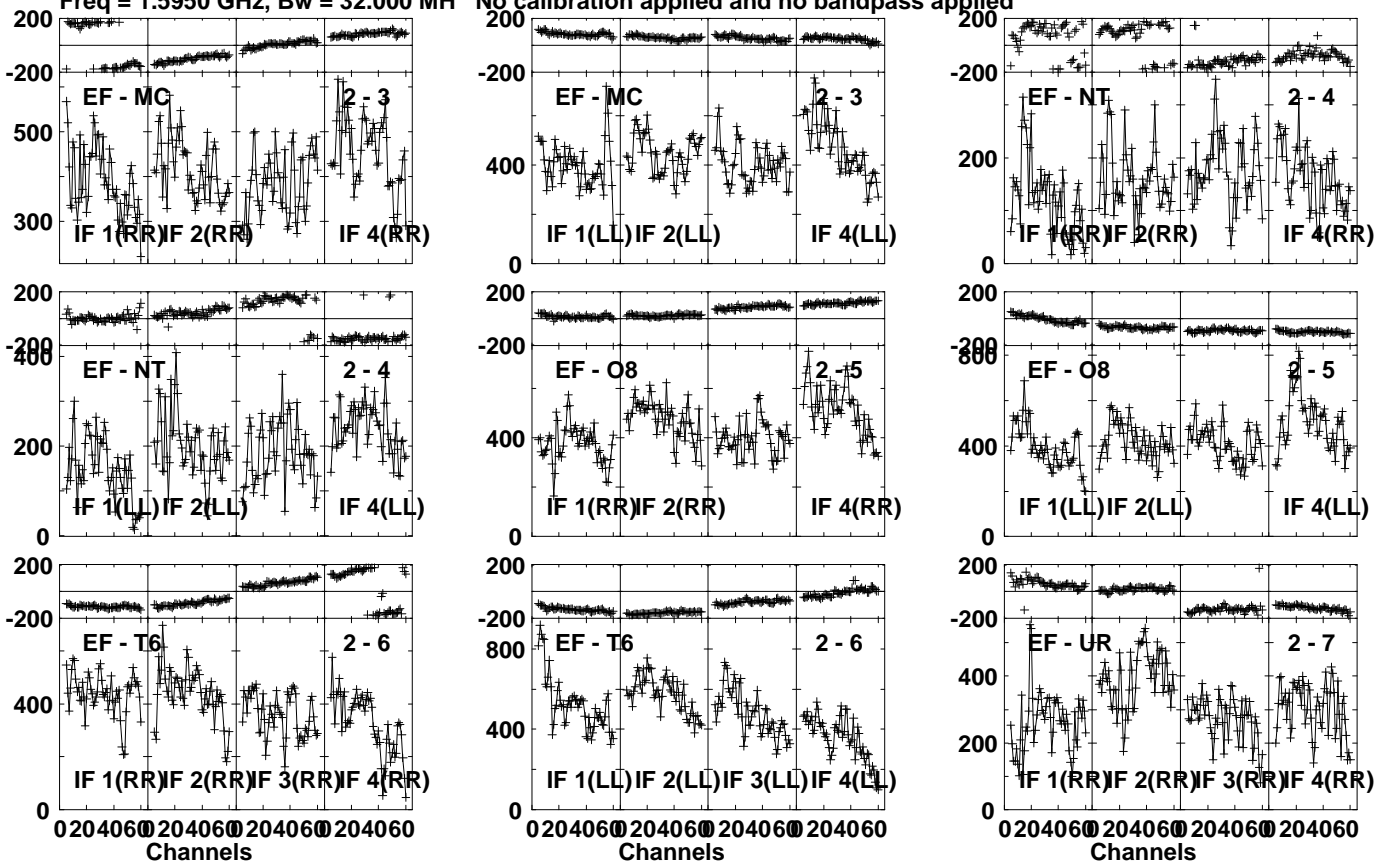 Freq = 1.5950 GHz, Bw = 32.000 MH No calibration applied and no bandpass applied
200
-200
EF - MC 2 - 3
500
300
IF 1(RR) IF 2(RR) IF 4(RR)
200
-200
EF - MC 2 - 3
400
0
IF 1(LL) IF 2(LL) IF 4(LL)
200
-200
EF - NT 2 - 4
200
0
IF 1(RR) IF 2(RR) IF 4(RR)
200
-200
400
EF - NT 2 - 4
200
0
IF 1(LL) IF 2(LL) IF 4(LL)
200
-200
EF - O8 2 - 5
400
0
IF 1(RR) IF 2(RR) IF 4(RR)
200
-200
800
EF - O8 2 - 5
400
0
IF 1(LL) IF 2(LL) IF 4(LL)
200
-200
EF - T6 2 - 6
400
0
IF 1(RR) IF 2(RR) IF 3(RR) IF 4(RR)
0 20 40 60 0 20 40 60 0 20 40 60 0 20 40 60
Channels
200
-200
EF - T6 2 - 6
800
400
0
IF 1(LL) IF 2(LL) IF 3(LL) IF 4(LL)
0 20 40 60 0 20 40 60 0 20 40 60 0 20 40 60
Channels
200
-200
EF - UR 2 - 7
400
200
0
IF 1(RR) IF 2(RR) IF 3(RR) IF 4(RR)
0 20 40 60 0 20 40 60 0 20 40 60 0 20 40 60
Channels